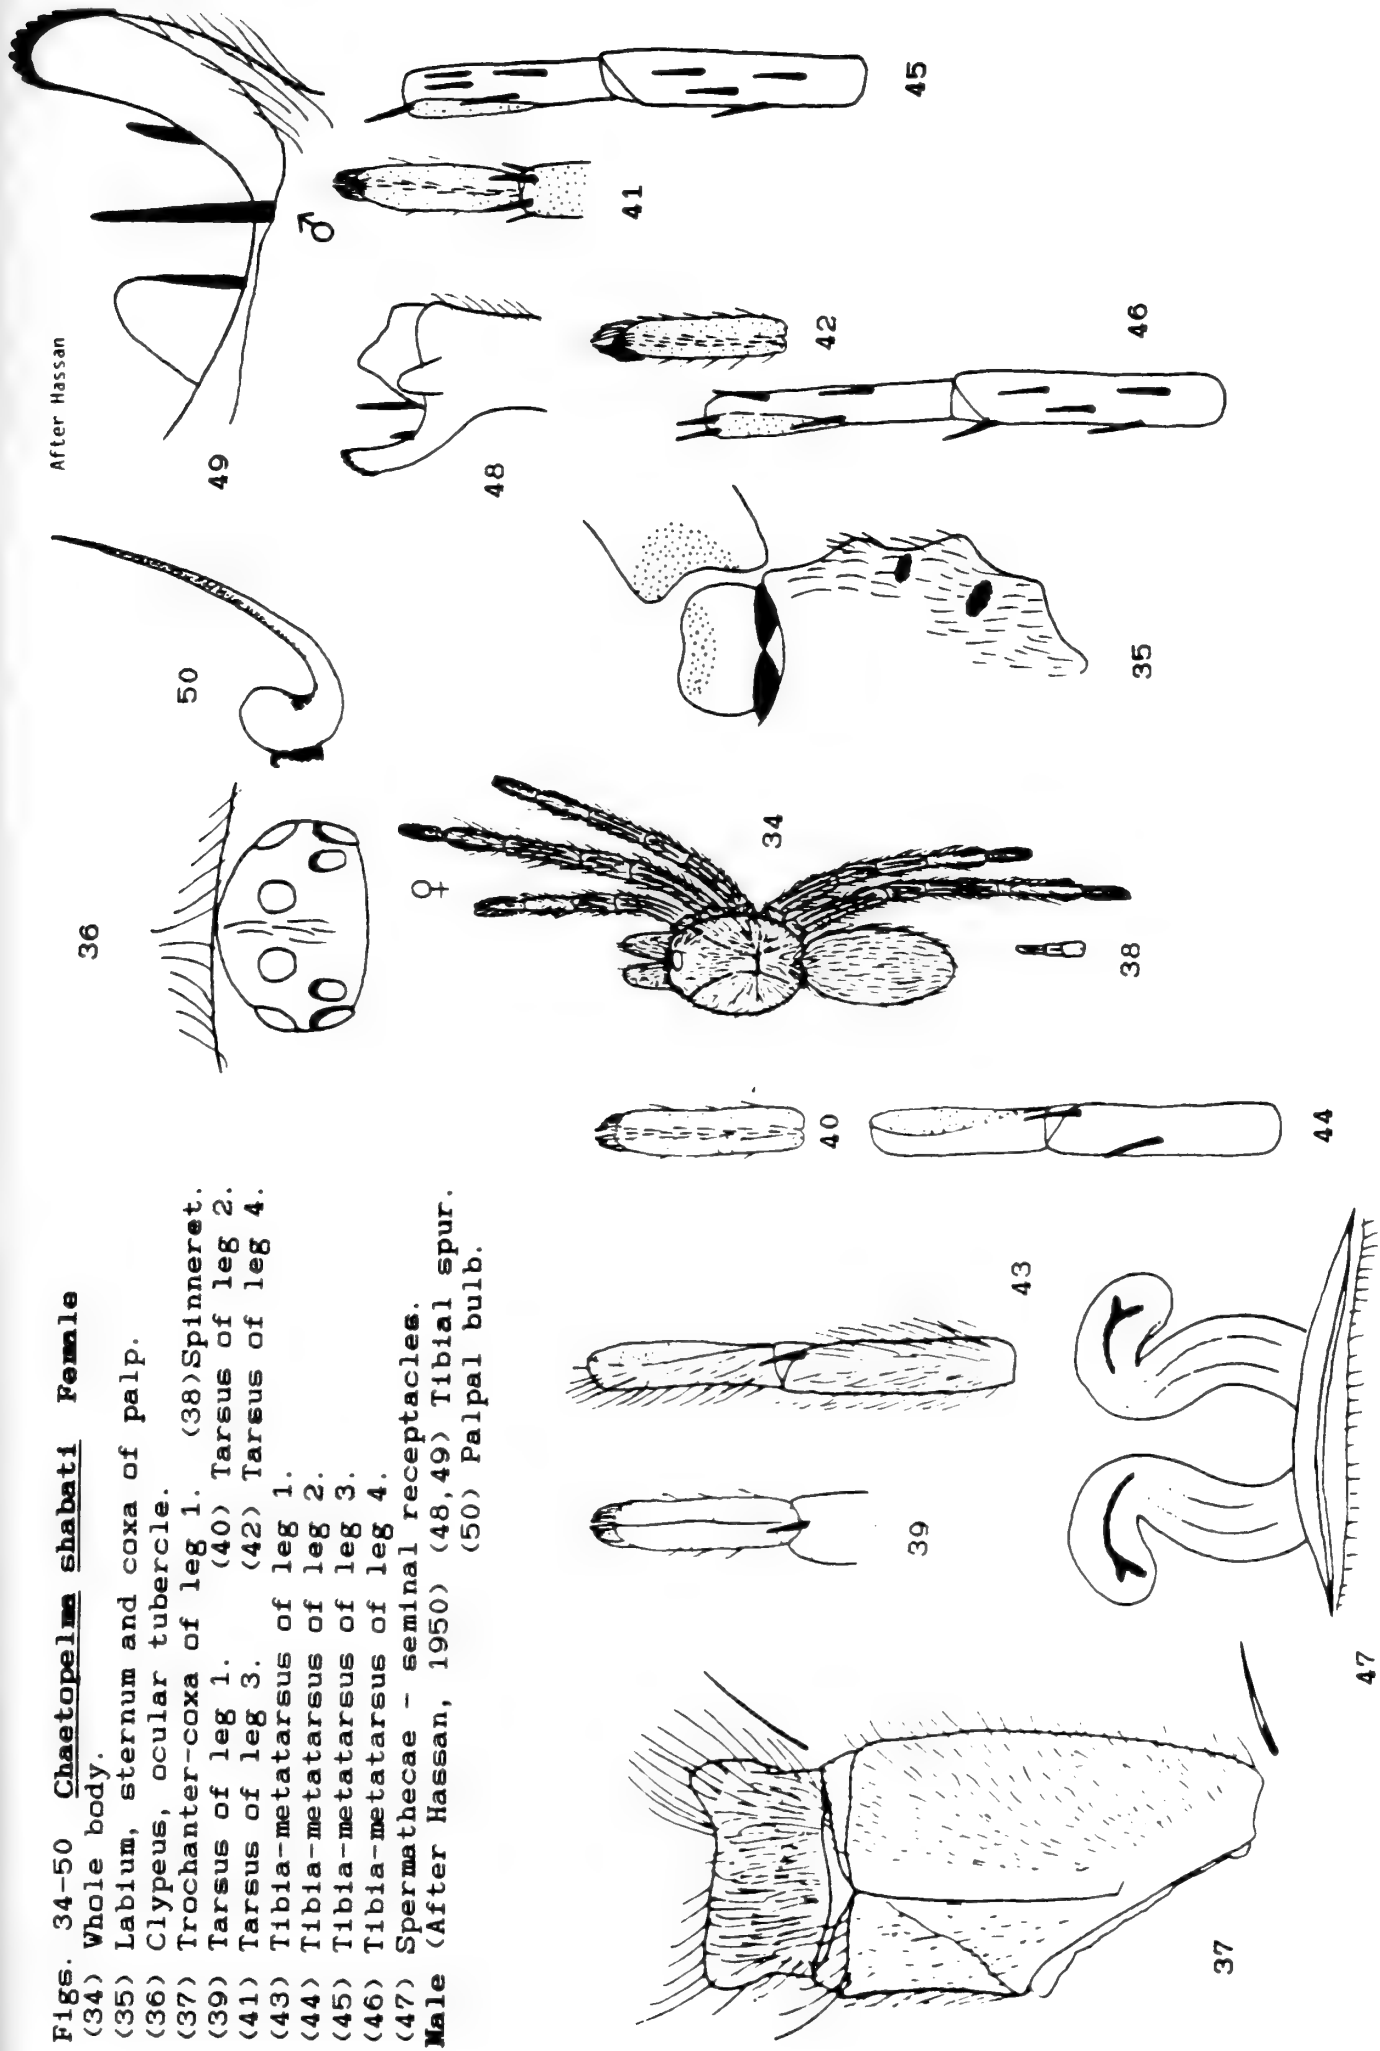 Figs. 34-50 Chaetopelma shabati Female
(34) Whole body.
(35) Labium, sternum and coxa of palp.
(36) Clypeus, ocular tubercle.
(37) Trochanter-coxa of leg 1. (38)Spinneret.
(39) Tarsus of leg 1. (40) Tarsus of leg 2.
(41) Tarsus of leg 3. (42) Tarsus of leg 4.
(43) Tibia-metatarsus of leg 1.
(44) Tibia-metatarsus of leg 2.
(45) Tibia-metatarsus of leg 3.
(46) Tibia-metatarsus of leg 4.
(47) Spermathecae - seminal receptacles.
Male (After Hassan, 1950) (48,49) Tibial spur.
(50) Palpal bulb.
36
50
After Hassan
49
♀
♂
48
41
45
34
38
35
42
46
40
44
39
43
37
47